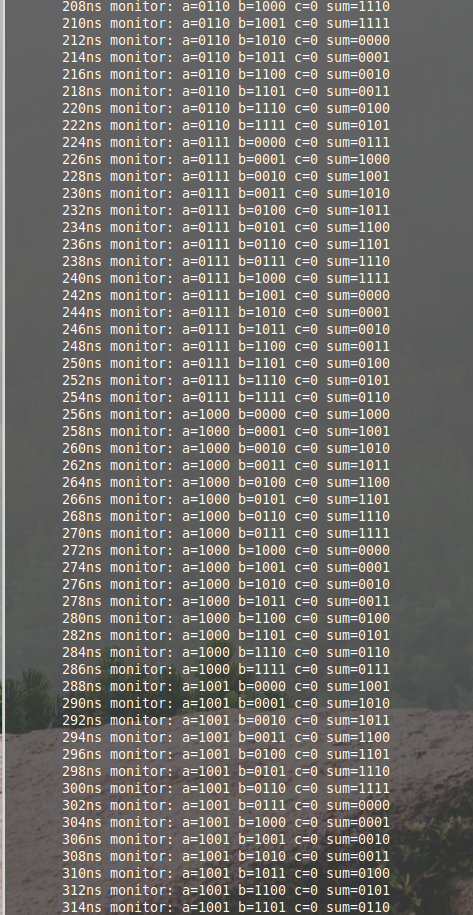 208ns monitor: a=0110 b=1000 c=0 sum=1110
210ns monitor: a=0110 b=1001 c=0 sum=1111
212ns monitor: a=0110 b=1010 c=0 sum=0000
214ns monitor: a=0110 b=1011 c=0 sum=0001
216ns monitor: a=0110 b=1100 c=0 sum=0010
218ns monitor: a=0110 b=1101 c=0 sum=0011
220ns monitor: a=0110 b=1110 c=0 sum=0100
222ns monitor: a=0110 b=1111 c=0 sum=0101
224ns monitor: a=0111 b=0000 c=0 sum=0111
226ns monitor: a=0111 b=0001 c=0 sum=1000
228ns monitor: a=0111 b=0010 c=0 sum=1001
230ns monitor: a=0111 b=0011 c=0 sum=1010
232ns monitor: a=0111 b=0100 c=0 sum=1011
234ns monitor: a=0111 b=0101 c=0 sum=1100
236ns monitor: a=0111 b=0110 c=0 sum=1101
238ns monitor: a=0111 b=0111 c=0 sum=1110
240ns monitor: a=0111 b=1000 c=0 sum=1111
242ns monitor: a=0111 b=1001 c=0 sum=0000
244ns monitor: a=0111 b=1010 c=0 sum=0001
246ns monitor: a=0111 b=1011 c=0 sum=0010
248ns monitor: a=0111 b=1100 c=0 sum=0011
250ns monitor: a=0111 b=1101 c=0 sum=0100
252ns monitor: a=0111 b=1110 c=0 sum=0101
254ns monitor: a=0111 b=1111 c=0 sum=0110
256ns monitor: a=1000 b=0000 c=0 sum=1000
258ns monitor: a=1000 b=0001 c=0 sum=1001
260ns monitor: a=1000 b=0010 c=0 sum=1010
262ns monitor: a=1000 b=0011 c=0 sum=1011
264ns monitor: a=1000 b=0100 c=0 sum=1100
266ns monitor: a=1000 b=0101 c=0 sum=1101
268ns monitor: a=1000 b=0110 c=0 sum=1110
270ns monitor: a=1000 b=0111 c=0 sum=1111
272ns monitor: a=1000 b=1000 c=0 sum=0000
274ns monitor: a=1000 b=1001 c=0 sum=0001
276ns monitor: a=1000 b=1010 c=0 sum=0010
278ns monitor: a=1000 b=1011 c=0 sum=0011
280ns monitor: a=1000 b=1100 c=0 sum=0100
282ns monitor: a=1000 b=1101 c=0 sum=0101
284ns monitor: a=1000 b=1110 c=0 sum=0110
286ns monitor: a=1000 b=1111 c=0 sum=0111
288ns monitor: a=1001 b=0000 c=0 sum=1001
290ns monitor: a=1001 b=0001 c=0 sum=1010
292ns monitor: a=1001 b=0010 c=0 sum=1011
294ns monitor: a=1001 b=0011 c=0 sum=1100
296ns monitor: a=1001 b=0100 c=0 sum=1101
298ns monitor: a=1001 b=0101 c=0 sum=1110
300ns monitor: a=1001 b=0110 c=0 sum=1111
302ns monitor: a=1001 b=0111 c=0 sum=0000
304ns monitor: a=1001 b=1000 c=0 sum=0001
306ns monitor: a=1001 b=1001 c=0 sum=0010
308ns monitor: a=1001 b=1010 c=0 sum=0011
310ns monitor: a=1001 b=1011 c=0 sum=0100
312ns monitor: a=1001 b=1100 c=0 sum=0101
314ns monitor: a=1001 b=1101 c=0 sum=0110